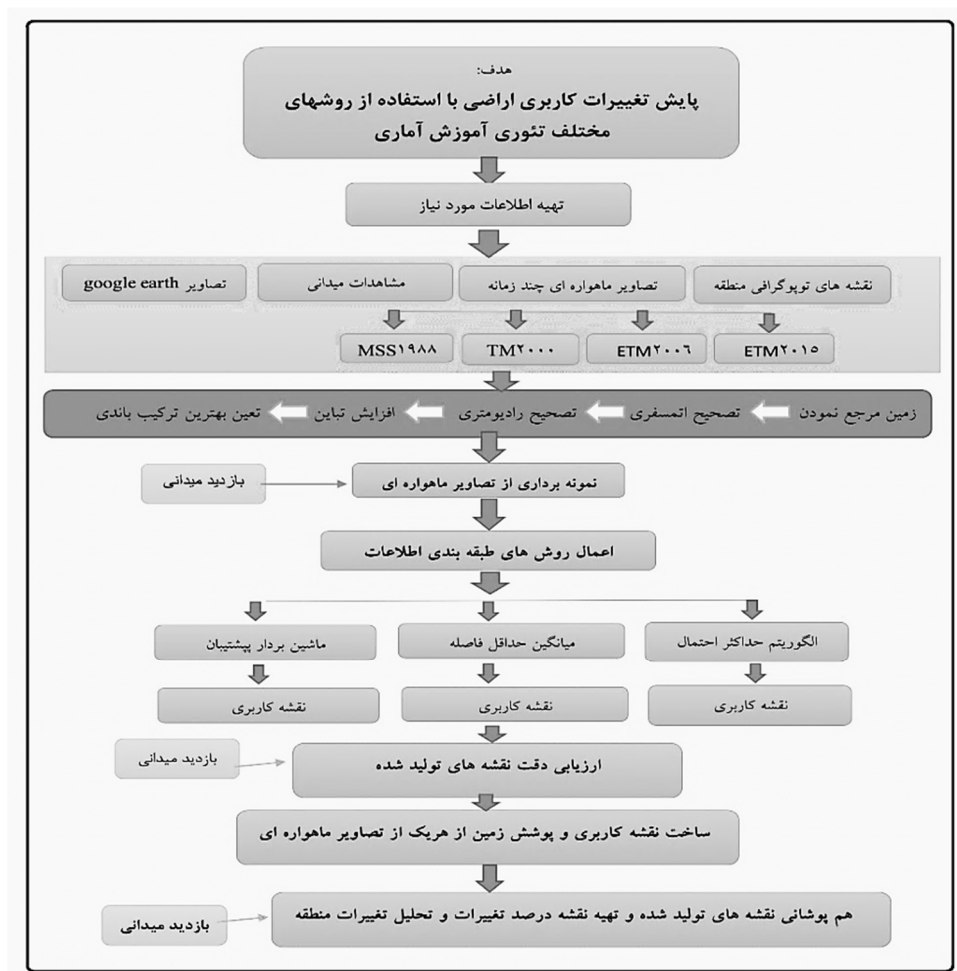 هدف:
پایش تغییرات کاربری اراضی با استفاده از روشهای
مختلف تئوری آموزش آماری
تهیه اطلاعات مورد نیاز
نقشه های توپوگرافی منطقه
تصاویر ماهواره ای چند زمانه
مشاهدات میدانی
تصاویر google earth
ETM۲۰۱۵
ETM۲۰۰۶
TM۲۰۰۰
MSS۱۹۸۸
زمین مرجع نمودن
تصحیح اتمسفری
تصحیح رادیومتری
افزایش تباین
تعین بهترین ترکیب باندی
نمونه برداری از تصاویر ماهواره ای
بازدید میدانی
اعمال روش های طبقه بندی اطلاعات
الگوریتم حداکثر احتمال
میانگین حداقل فاصله
ماشین بردار پیشتیبان
نقشه کاربری
نقشه کاربری
نقشه کاربری
ارزیابی دقت نقشه های تولید شده
بازدید میدانی
ساخت نقشه کاربری و پوشش زمین از هریک از تصاویر ماهواره ای
هم پوشانی نقشه های تولید شده و تهیه نقشه درصد تغییرات و تحلیل تغییرات منطقه
بازدید میدانی